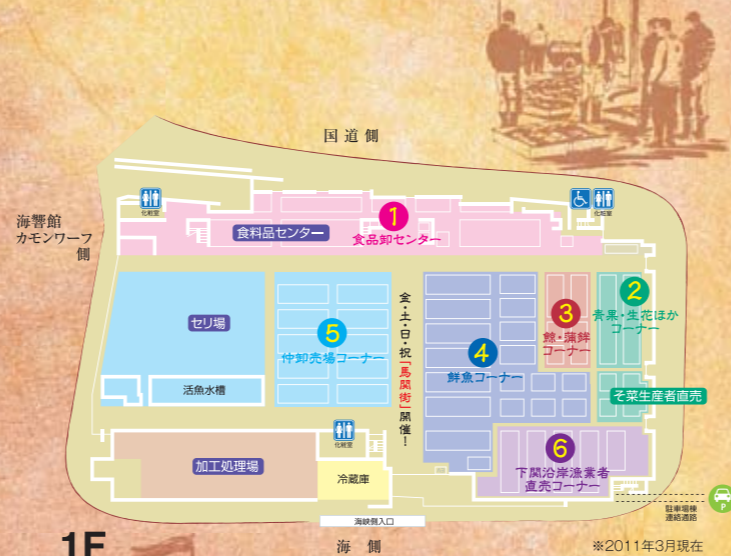 国道側
海響館
カモンワーフ
側
化粧室
化粧室
1
食料品センター
食品卸センター
セリ場
5
仲卸売場コーナー
金・土・日・祝「馬関街」開催!
4
鮮魚コーナー
3
鯨・蒲鉾
コーナー
2
青果・生花ほか
コーナー
活魚水槽
そ菜生産者直売
化粧室
加工処理場
冷蔵庫
6
下関沿岸漁業者
直売コーナー
P
駐車場棟
連絡通路
海峡側入口
海側
1F
※2011年3月現在